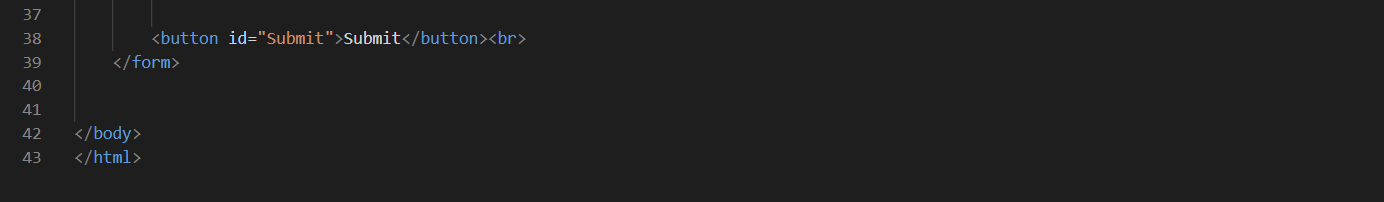 37
38 <button id="Submit">Submit</button><br>
39 </form>
40
41
42 </body>
43 </html>